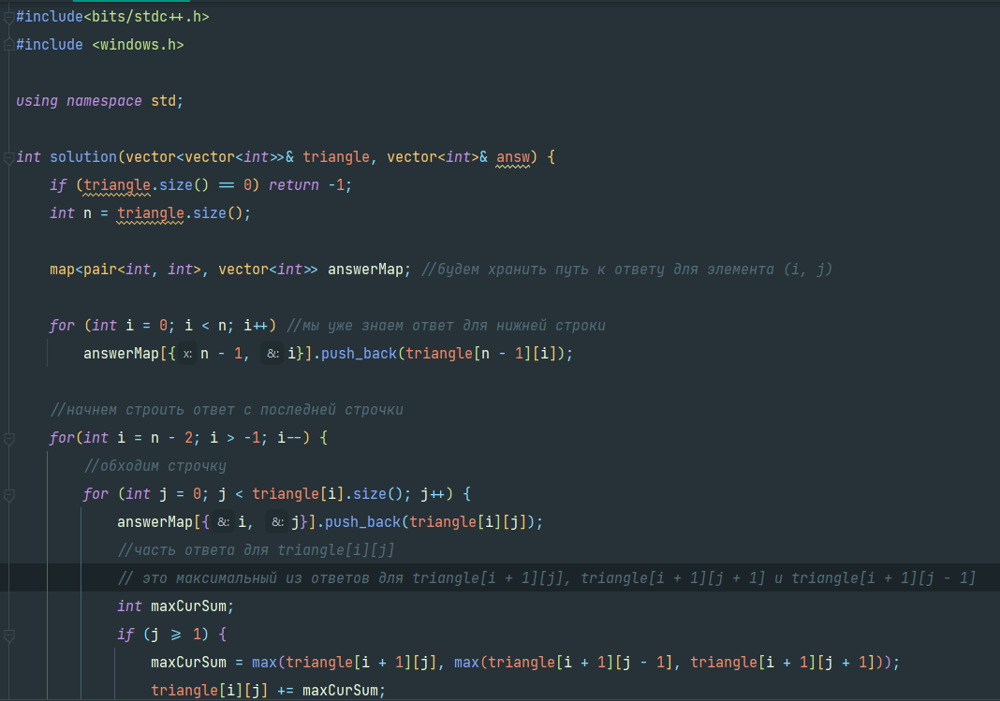 #include<bits/stdc++.h>
#include <windows.h>
using namespace std;
int solution(vector<vector<int>>& triangle, vector<int>& answ) {
if (triangle.size() == 0) return -1;
int n = triangle.size();
map<pair<int, int>, vector<int>> answerMap; //будем хранить путь к ответу для элемента (i, j)
for (int i = 0; i < n; i++) //мы уже знаем ответ для нижней строки
answerMap[{ x: n - 1, &: i}].push_back(triangle[n - 1][i]);
//начнем строить ответ с последней строчки
for(int i = n - 2; i > -1; i--) {
//обходим строчку
for (int j = 0; j < triangle[i].size(); j++) {
answerMap[{ &: i, &: j}].push_back(triangle[i][j]);
//часть ответа для triangle[i][j]
// это максимальный из ответов для triangle[i + 1][j], triangle[i + 1][j + 1] и triangle[i + 1][j - 1]
int maxCurSum;
if (j >= 1) {
maxCurSum = max(triangle[i + 1][j], max(triangle[i + 1][j - 1], triangle[i + 1][j + 1]));
triangle[i][j] += maxCurSum;